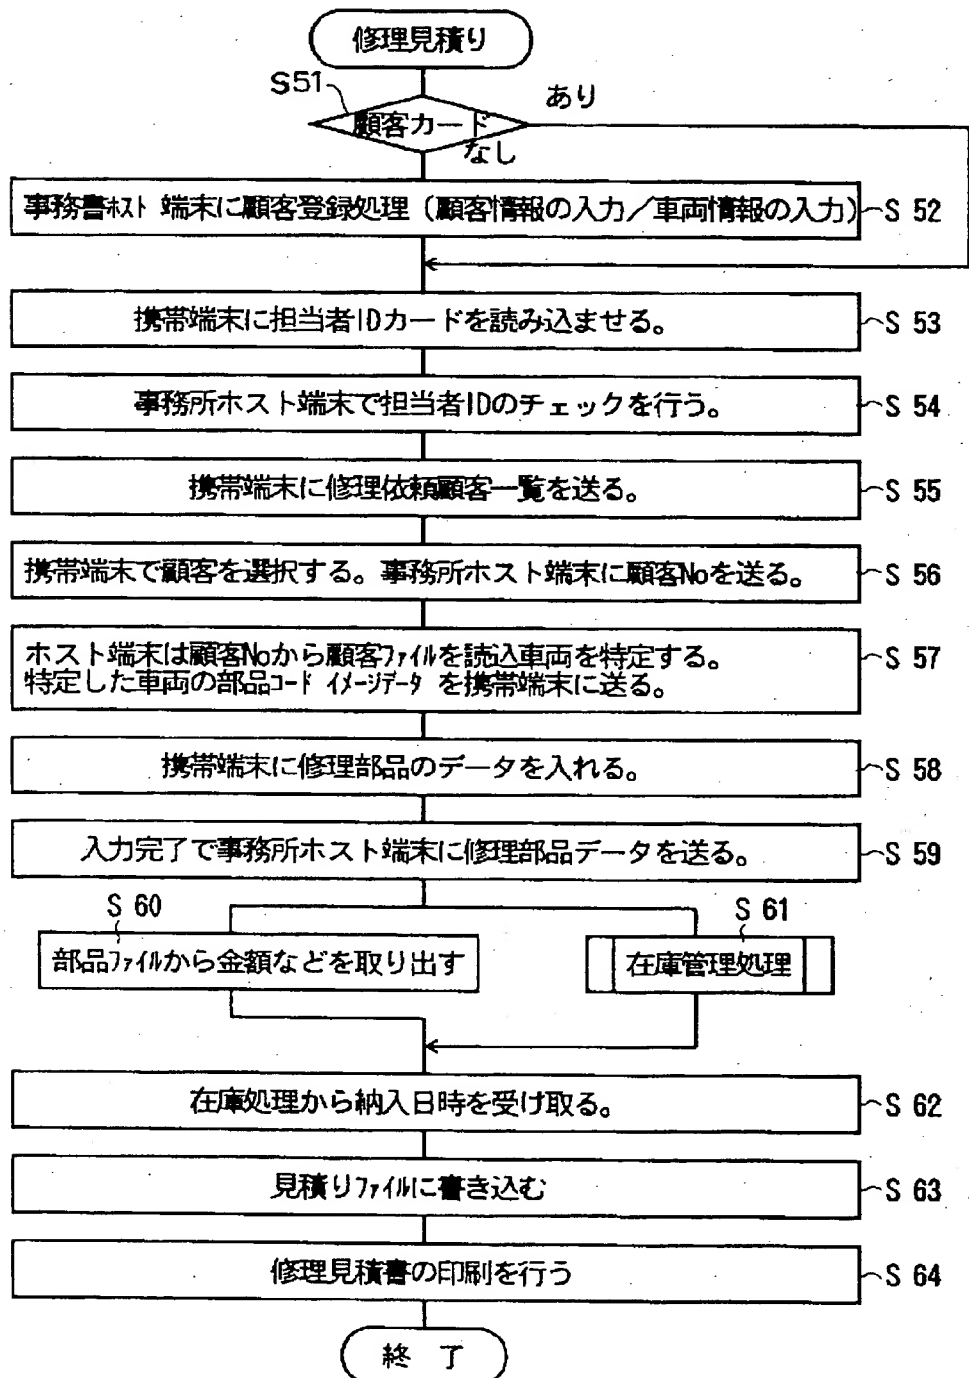 修理見積り
S51
顧客カード
あり
なし
事務書ﾎｽﾄ 端末に顧客登録処理（顧客情報の入力／車両情報の入力） S 52
携帯端末に担当者IDカードを読み込ませる。 S 53
事務所ホスト端末で担当者IDのチェックを行う。 S 54
携帯端末に修理依頼顧客一覧を送る。 S 55
携帯端末で顧客を選択する。事務所ホスト端末に顧客Noを送る。 S 56
ホスト端末は顧客Noから顧客ﾌｧｲﾙを読込車両を特定する。 S 57
特定した車両の部品ｺｰﾄﾞ ｲﾒｰｼﾞﾃﾞｰﾀ を携帯端末に送る。
携帯端末に修理部品のデータを入れる。 S 58
入力完了で事務所ホスト端末に修理部品データを送る。 S 59
S 60
S 61
部品ﾌｧｲﾙから金額などを取り出す
在庫管理処理
在庫処理から納入日時を受け取る。 S 62
見積りﾌｧｲﾙに書き込む S 63
修理見積書の印刷を行う S 64
終 了